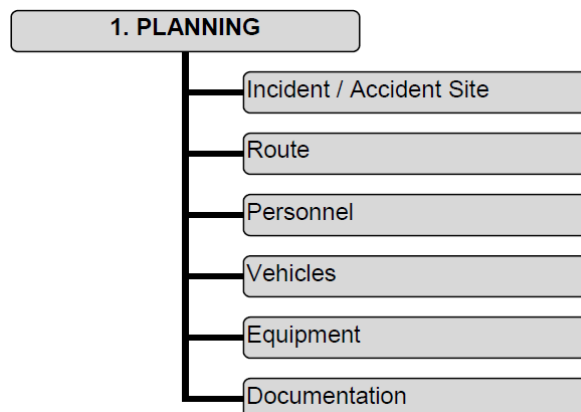 1. PLANNING
Incident / Accident Site
Route
Personnel
Vehicles
Equipment
Documentation